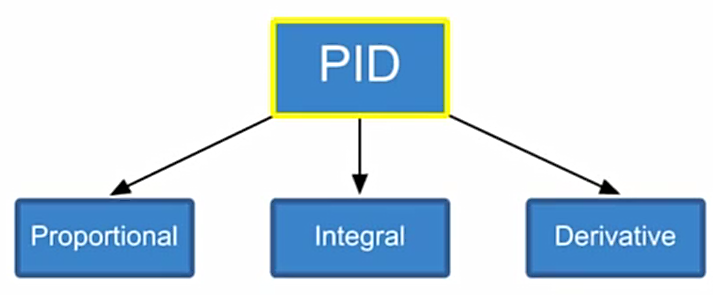 PID
Proportional
Integral
Derivative